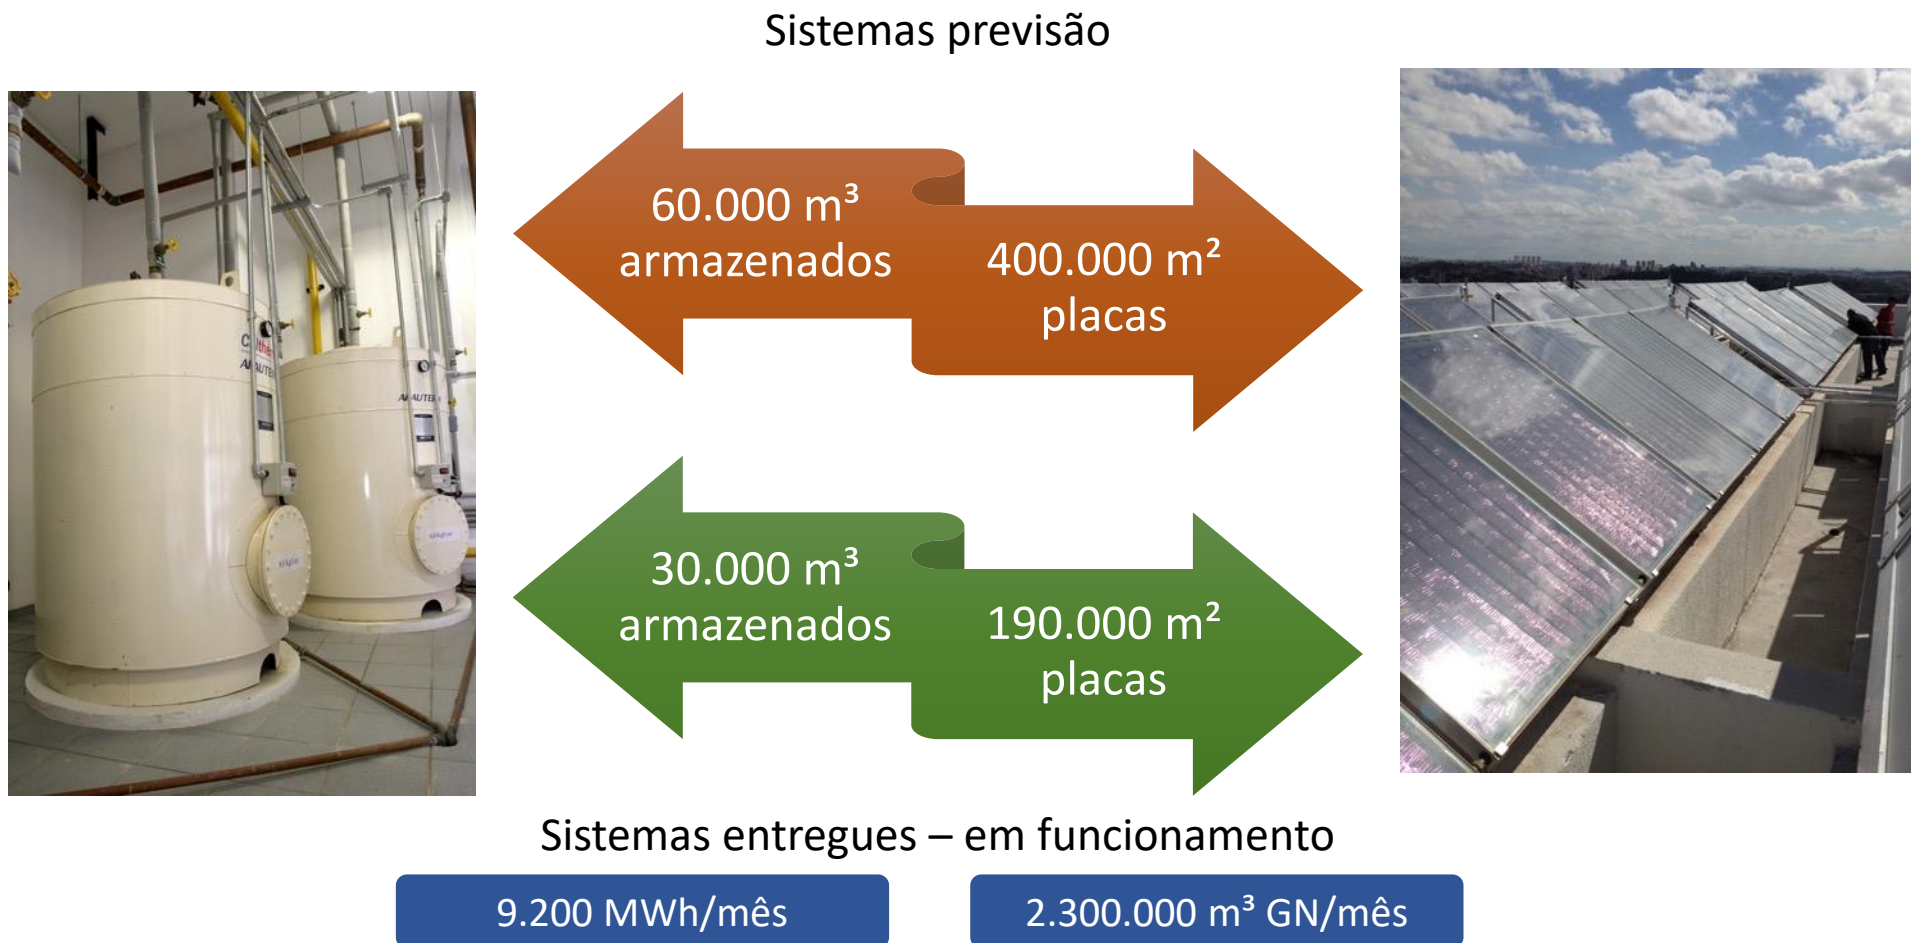 Sistemas previsão
60.000 m³
armazenados
400.000 m²
placas
30.000 m³
armazenados
190.000 m²
placas
Sistemas entregues – em funcionamento
9.200 MWh/mês
2.300.000 m³ GN/mês